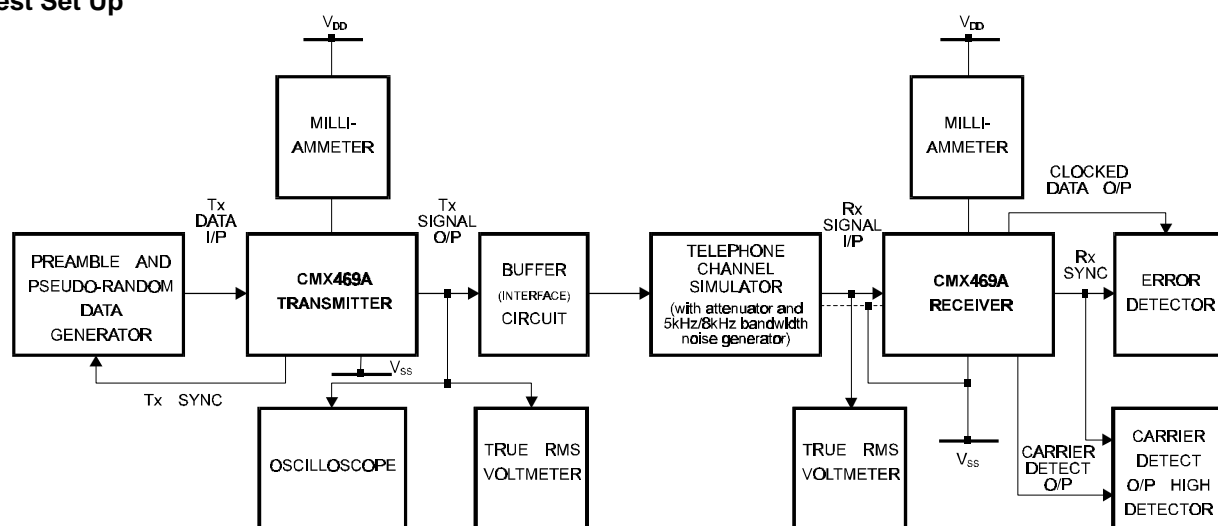 est Set Up
VDD
VDD
MILLI-
AMMETER
MILLI-
AMMETER
CLOCKED
DATA O/P
Tx
DATA
I/P
Tx
SIGNAL
O/P
Rx
SIGNAL
I/P
PREAMBLE AND
PSEUDO-RANDOM
DATA
GENERATOR
CMX469A
TRANSMITTER
BUFFER
(INTERFACE)
CIRCUIT
TELEPHONE
CHANNEL
SIMULATOR
(with attenuator and
5kHz/8kHz bandwidth
noise generator)
CMX469A
RECEIVER
Rx
SYNC
ERROR
DETECTOR
VSS
Tx SYNC
OSCILLOSCOPE
TRUE RMS
VOLTMETER
TRUE RMS
VOLTMETER
VSS
CARRIER
DETECT
O/P
CARRIER
DETECT
O/P HIGH
DETECTOR